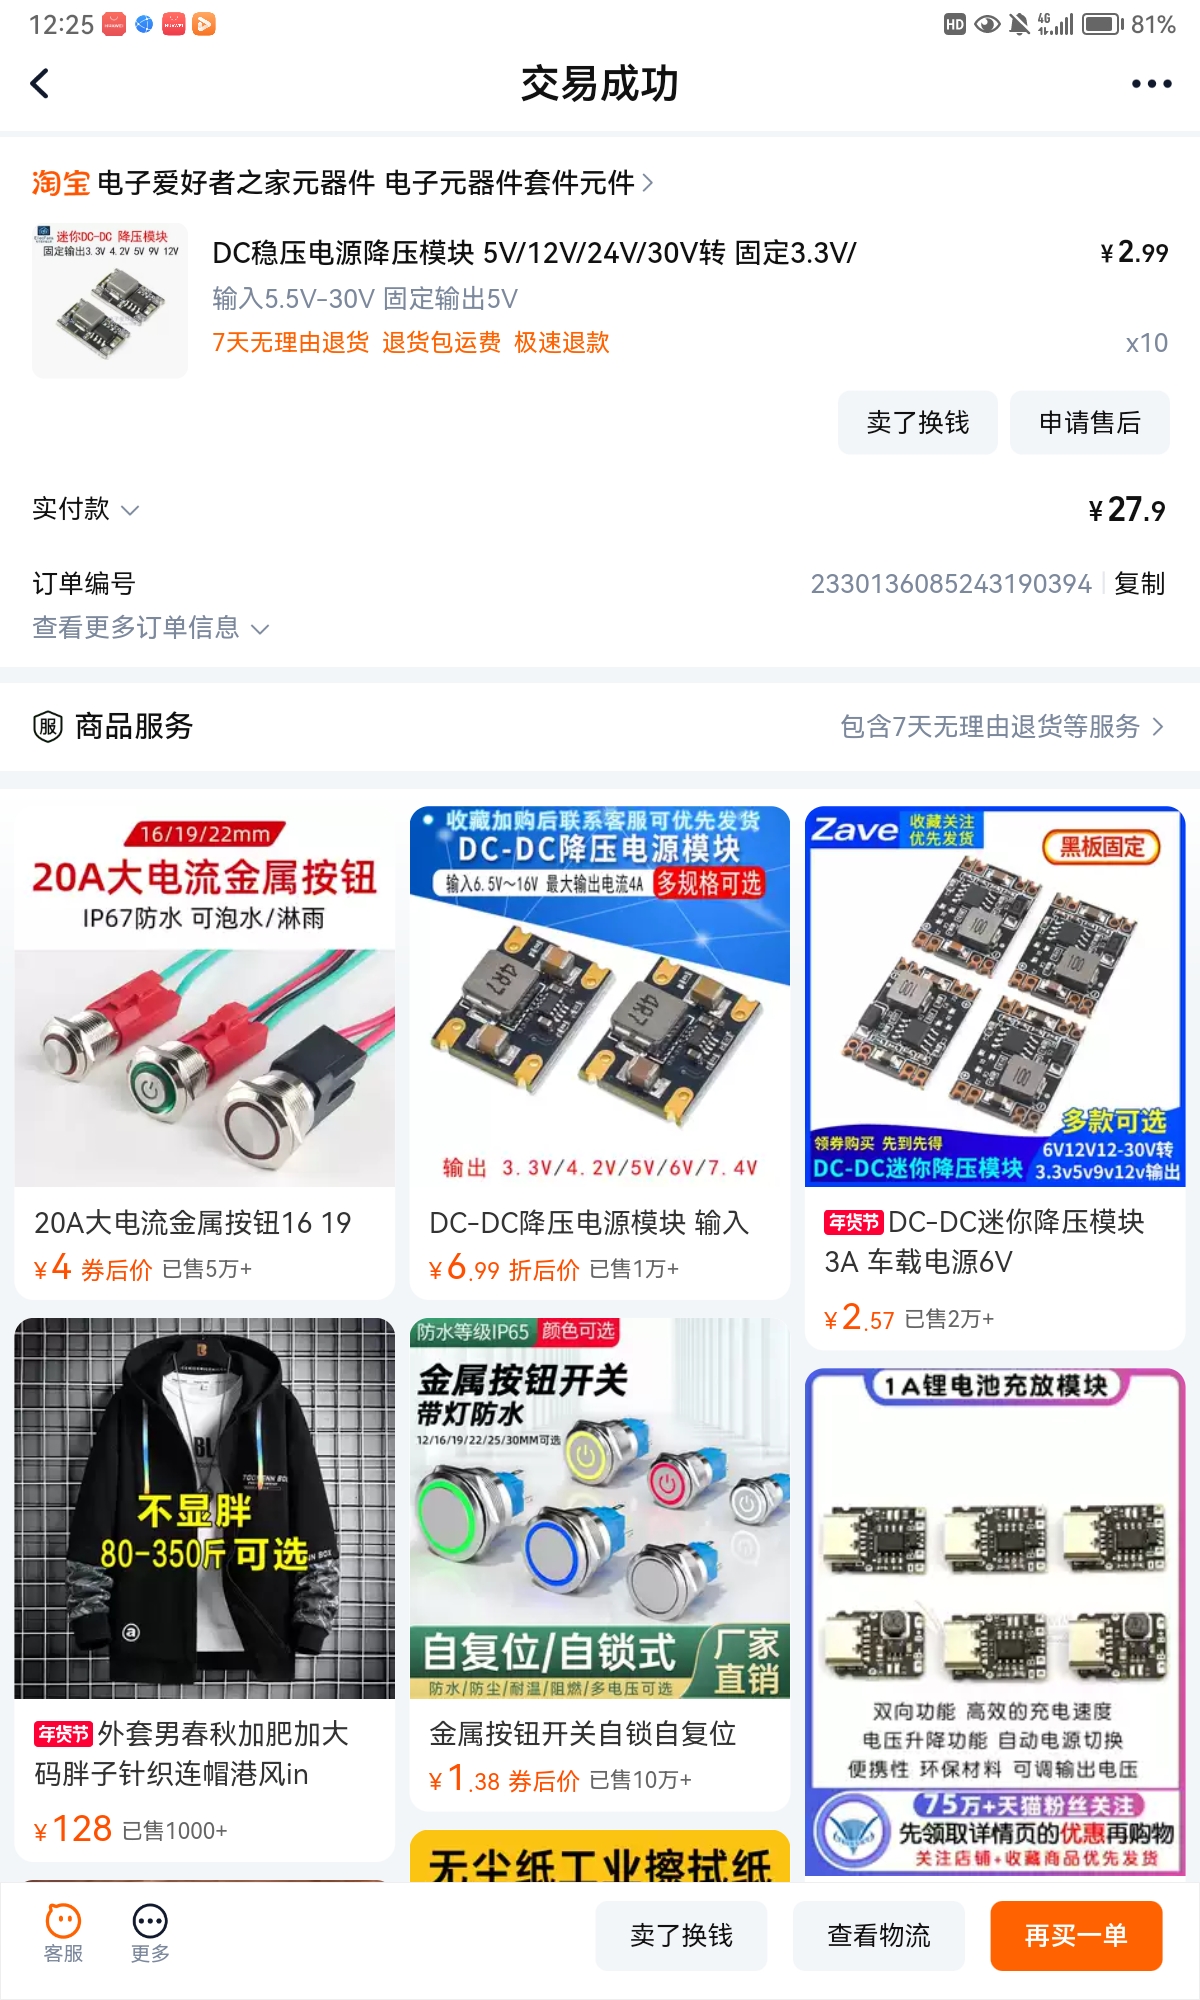 12:25
HD 4G 81%
交易成功
淘宝 电子爱好者之家元器件 电子元器件套件元件
迷你DC-DC 降压模块
固定输出3.3V 4.2V 5V 9V 12V
DC稳压电源降压模块 5V/12V/24V/30V转 固定3.3V/
¥2.99
输入5.5V-30V 固定输出5V
7天无理由退货 退货包运费 极速退款
x10
卖了换钱
申请售后
实付款
¥27.9
订单编号
2330136085243190394
复制
查看更多订单信息
服 商品服务
包含7天无理由退货等服务
16/19/22mm
20A大电流金属按钮
IP67防水 可泡水/淋雨
20A大电流金属按钮16 19
¥4 券后价 已售5万+
收藏加购后联系客服可优先发货
DC-DC降压电源模块
输入6.5V～16V 最大输出电流4A 多规格可选
4R7
4R7
输出 3.3V/4.2V/5V/6V/7.4V
DC-DC降压电源模块 输入
¥6.99 折后价 已售1万+
Zave 收藏关注
优先发货
黑板固定
100
100
100
100
多款可选
领券购买 先到先得
6V12V12-30V转
DC-DC迷你降压模块
3.3v5v9v12v输出
年货节 DC-DC迷你降压模块
3A 车载电源6V
¥2.57 已售2万+
不显胖
80-350斤可选
年货节 外套男春秋加肥加大
码胖子针织连帽港风in
¥128 已售1000+
防水等级IP65 颜色可选
金属按钮开关
带灯防水
12/16/19/22/25/30MM可选
自复位/自锁式
厂家
直销
防水/防尘/耐温/阻燃/多电压可选
金属按钮开关自锁自复位
¥1.38 券后价 已售10万+
1A锂电池充放模块
双向功能 高效的充电速度
电压升降功能 自动电源切换
便携性 环保材料 可调输出电压
75万+天猫粉丝关注
先领取详情页的优惠再购物
关注店铺+收藏商品优先发货
无尘纸工业擦拭纸
客服
更多
卖了换钱
查看物流
再买一单